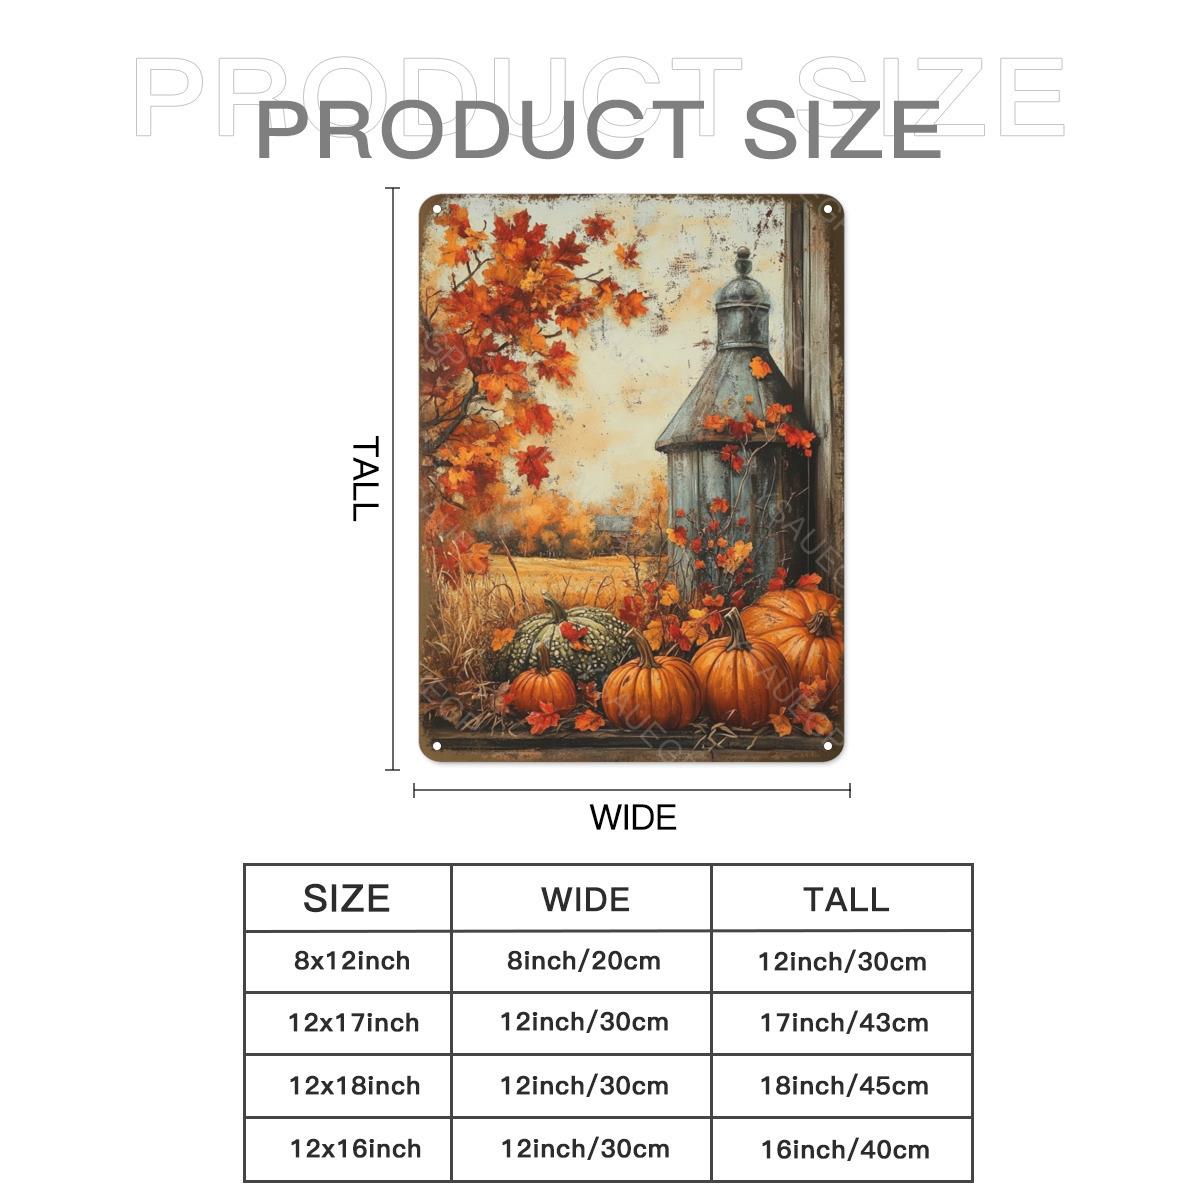 PRODUCT SIZE
PRODUCT SIZE
TALL
WIDE
SIZE WIDE TALL
8x12inch 8inch/20cm 12inch/30cm
12x17inch 12inch/30cm 17inch/43cm
12x18inch 12inch/30cm 18inch/45cm
12x16inch 12inch/30cm 16inch/40cm